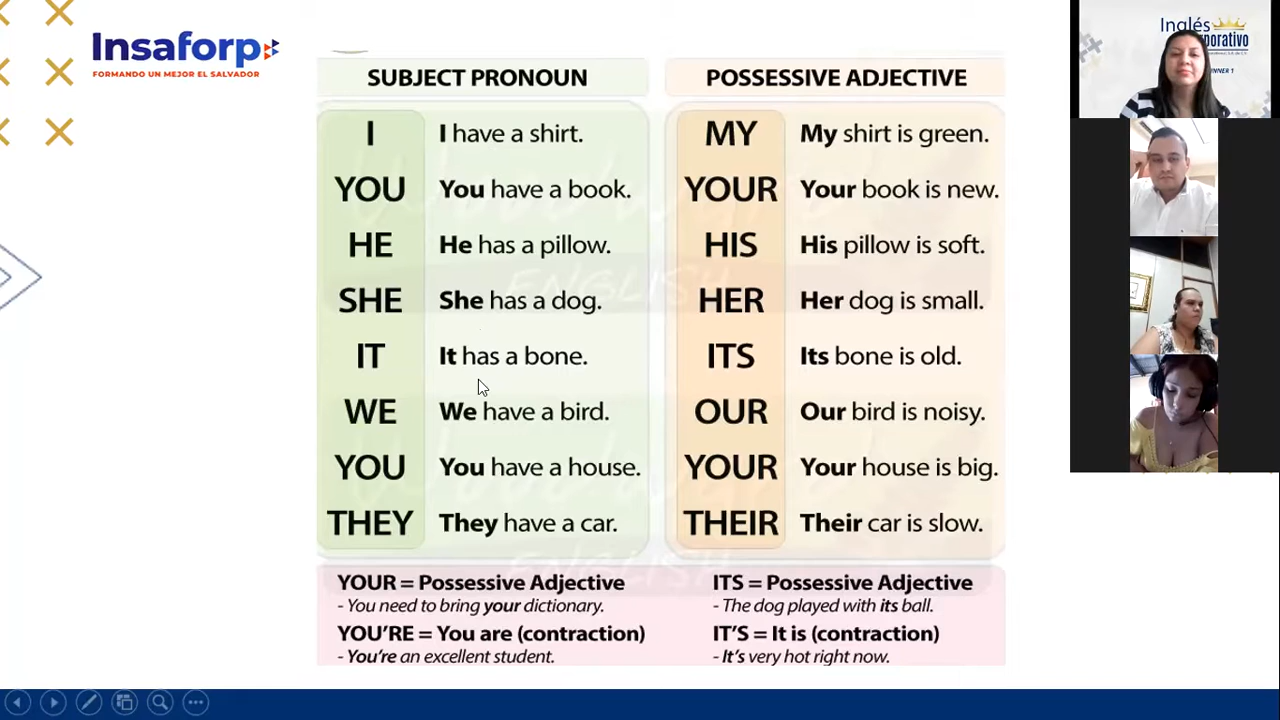 Insaforp
FORMANDO UN MEJOR EL SALVADOR
SUBJECT PRONOUN
I I have a shirt.
YOU You have a book.
HE He has a pillow.
SHE She has a dog.
IT It has a bone.
WE We have a bird.
YOU You have a house.
THEY They have a car.
POSSESSIVE ADJECTIVE
MY My shirt is green.
YOUR Your book is new.
HIS His pillow is soft.
HER Her dog is small.
ITS Its bone is old.
OUR Our bird is noisy.
YOUR Your house is big.
THEIR Their car is slow.
ENGLISH
ENGLISH
YOUR = Possessive Adjective
- You need to bring your dictionary.
YOU'RE = You are (contraction)
- You're an excellent student.
ITS = Possessive Adjective
- The dog played with its ball.
IT'S = It is (contraction)
- It's very hot right now.
Inglés